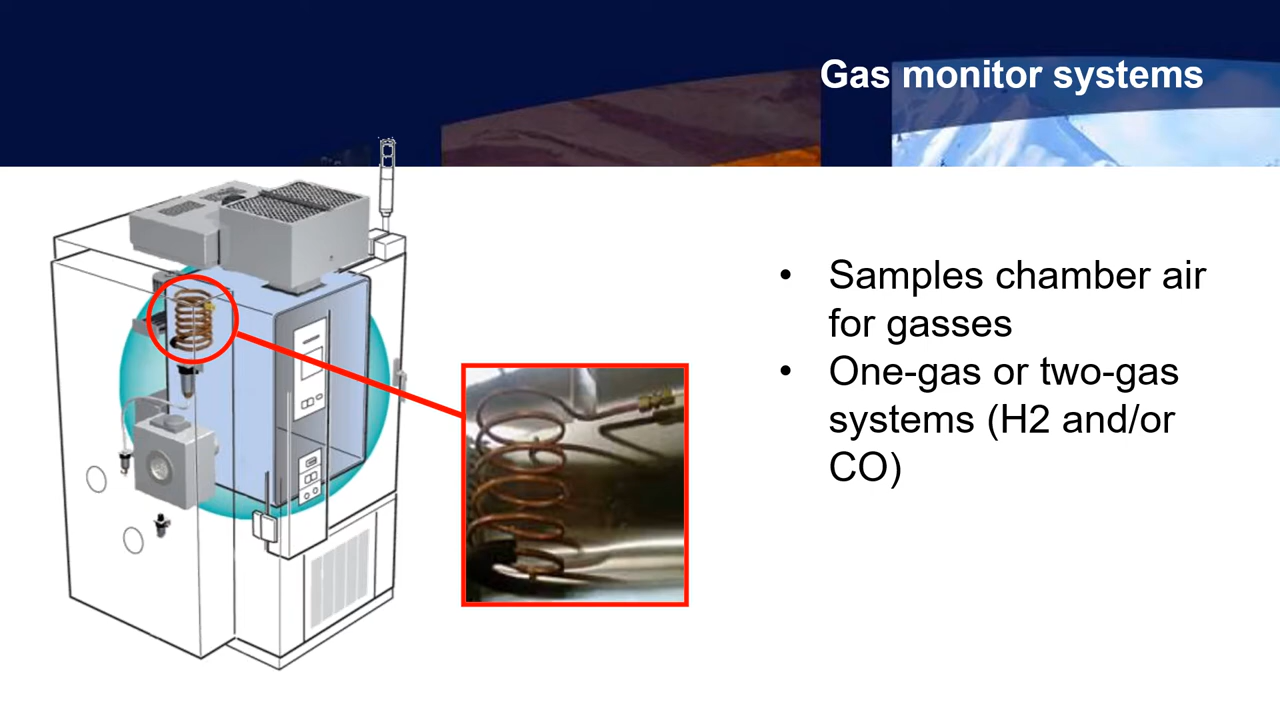 Gas monitor systems
• Samples chamber air
for gasses
• One-gas or two-gas
systems (H2 and/or
CO)